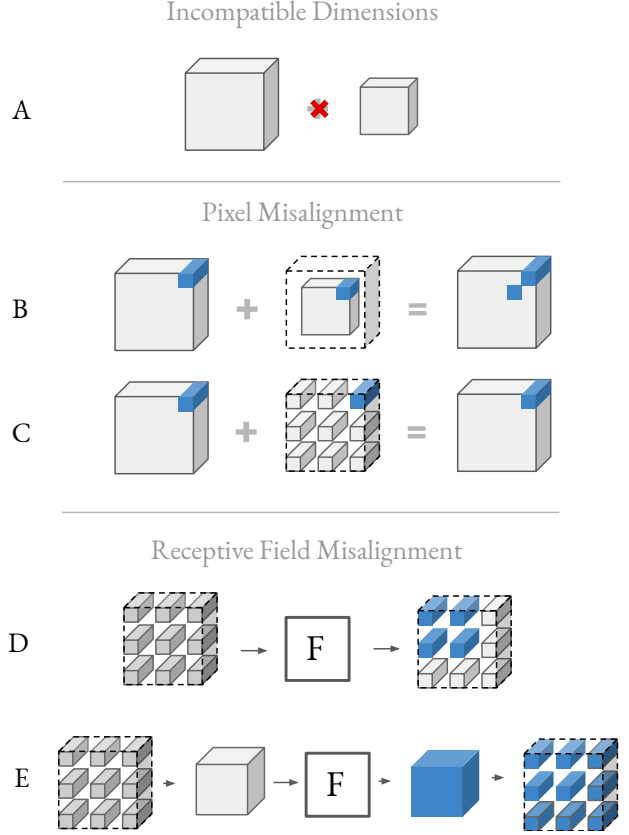 Incompatible Dimensions
A
Pixel Misalignment
B
C
Receptive Field Misalignment
D
F
E
F